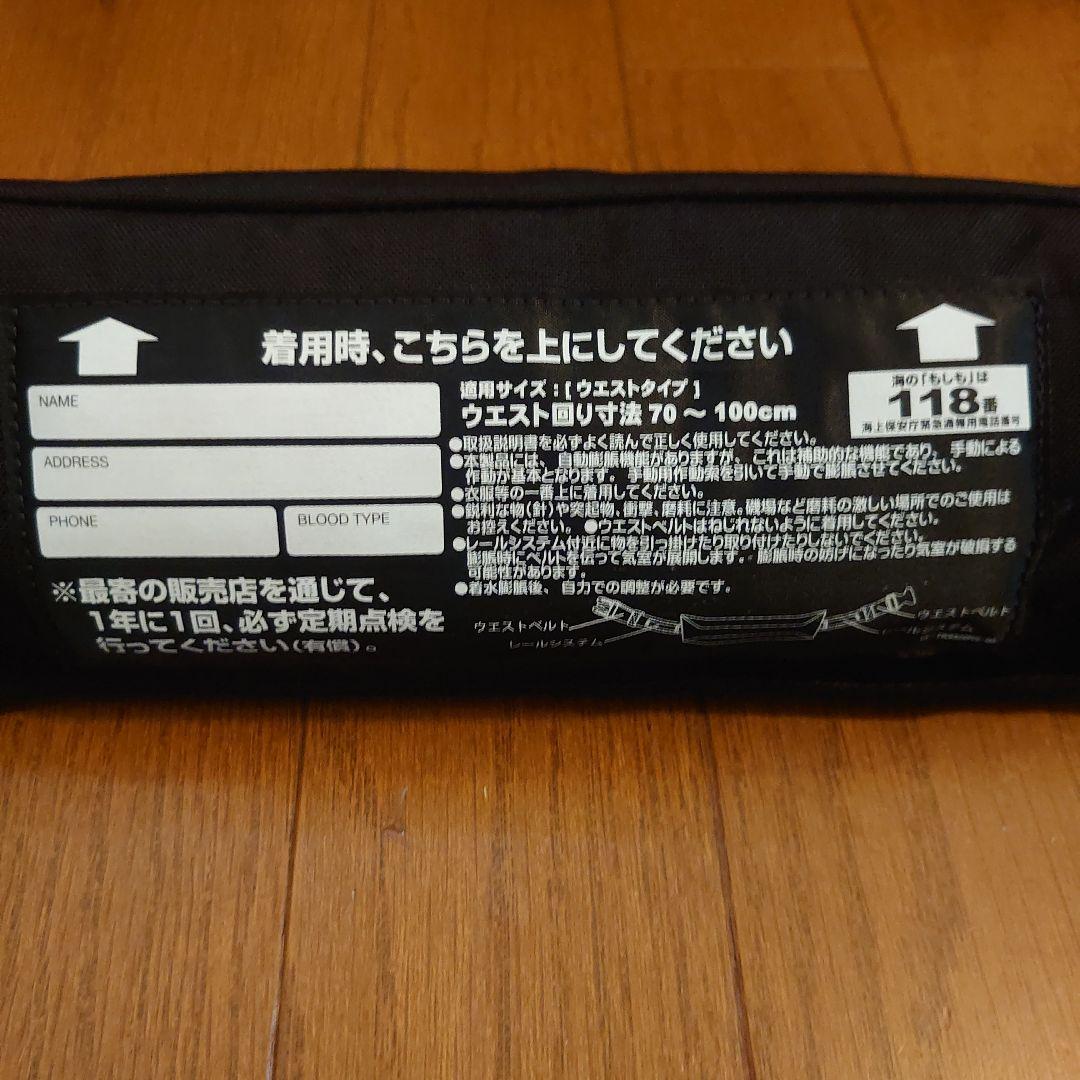 着用時、こちらを上にしてください
NAME
ADDRESS
PHONE
BLOOD TYPE
※最寄の販売店を通じて、
1年に1回、必ず定期点検を
行ってください(有償)。
適用サイズ:[ウエストタイプ]
ウエスト回り寸法 70 ～ 100cm
海の「もしも」は
118番
海上保安庁緊急通報用電話番号
●取扱説明書を必ずよく読んで正しく使用してください。
●本製品には、自動膨脹機能がありますが、これは補助的な機能であり、手動による
作動が基本となります。手動用作動索を引いて手動で膨脹させてください。
●衣服等の一番上に着用してください。
●鋭利な物(針)や突起物、衝撃、磨耗に注意。磯場など磨耗の激しい場所でのご使用は
お控えください。●ウエストベルトはねじれないように着用してください。
●レールシステム付近に物を引っ掛けたり取り付けたりしないでください。
膨脹時にベルトを伝って気室が展開します。膨脹時の妨げになったり気室が破損する
可能性があります。
●着水膨脹後、自力での調整が必要です。
ウエストベルト
レールシステム
ウエストベルト
レールシステム